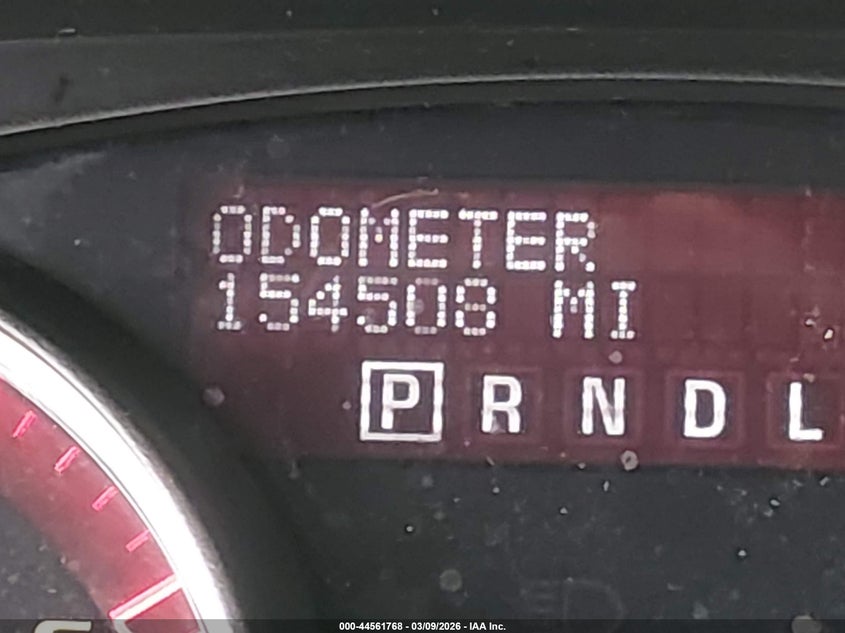 ODOMETER
154508 MI
P R N D L
000-44561768 - 03/09/2026 - IAA Inc.